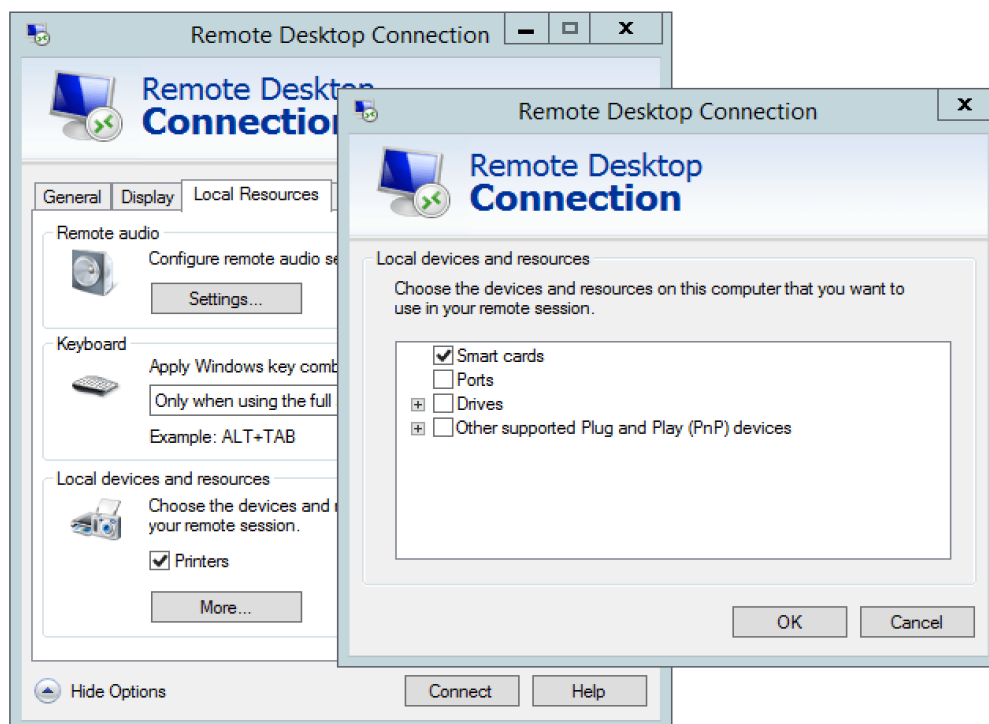 Remote Desktop Connection
Remote Desktop
Connection
General Display Local Resources
Remote audio
Configure remote audio se
Settings...
Keyboard
Apply Windows key comb
Only when using the full
Example: ALT+TAB
Local devices and resources
Choose the devices and r
your remote session.
Printers
More...
Hide Options
Connect
Help
Remote Desktop Connection
Remote Desktop
Connection
Local devices and resources
Choose the devices and resources on this computer that you want to
use in your remote session.
Smart cards
Ports
Drives
Other supported Plug and Play (PnP) devices
OK
Cancel